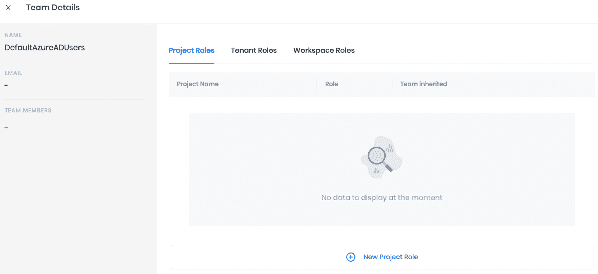 Team Details
NAME
DefaultAzureADUsers
EMAIL
-
TEAM MEMBERS
-
Project Roles Tenant Roles Workspace Roles
Project Name Role Team inherited
No data to display at the moment
New Project Role